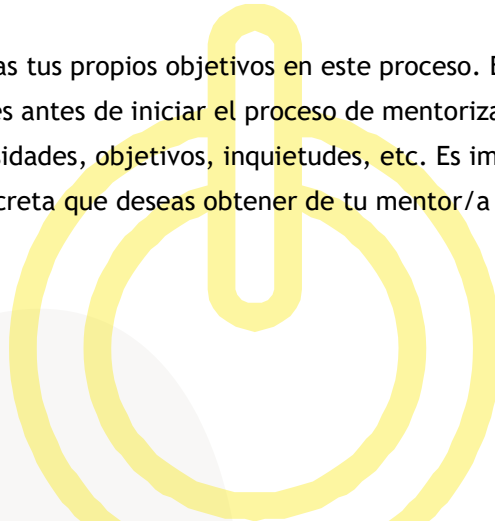 as tus propios objetivos en este proceso. E
es antes de iniciar el proceso de mentoriza
sidades, objetivos, inquietudes, etc. Es im
creta que deseas obtener de tu mentor/a